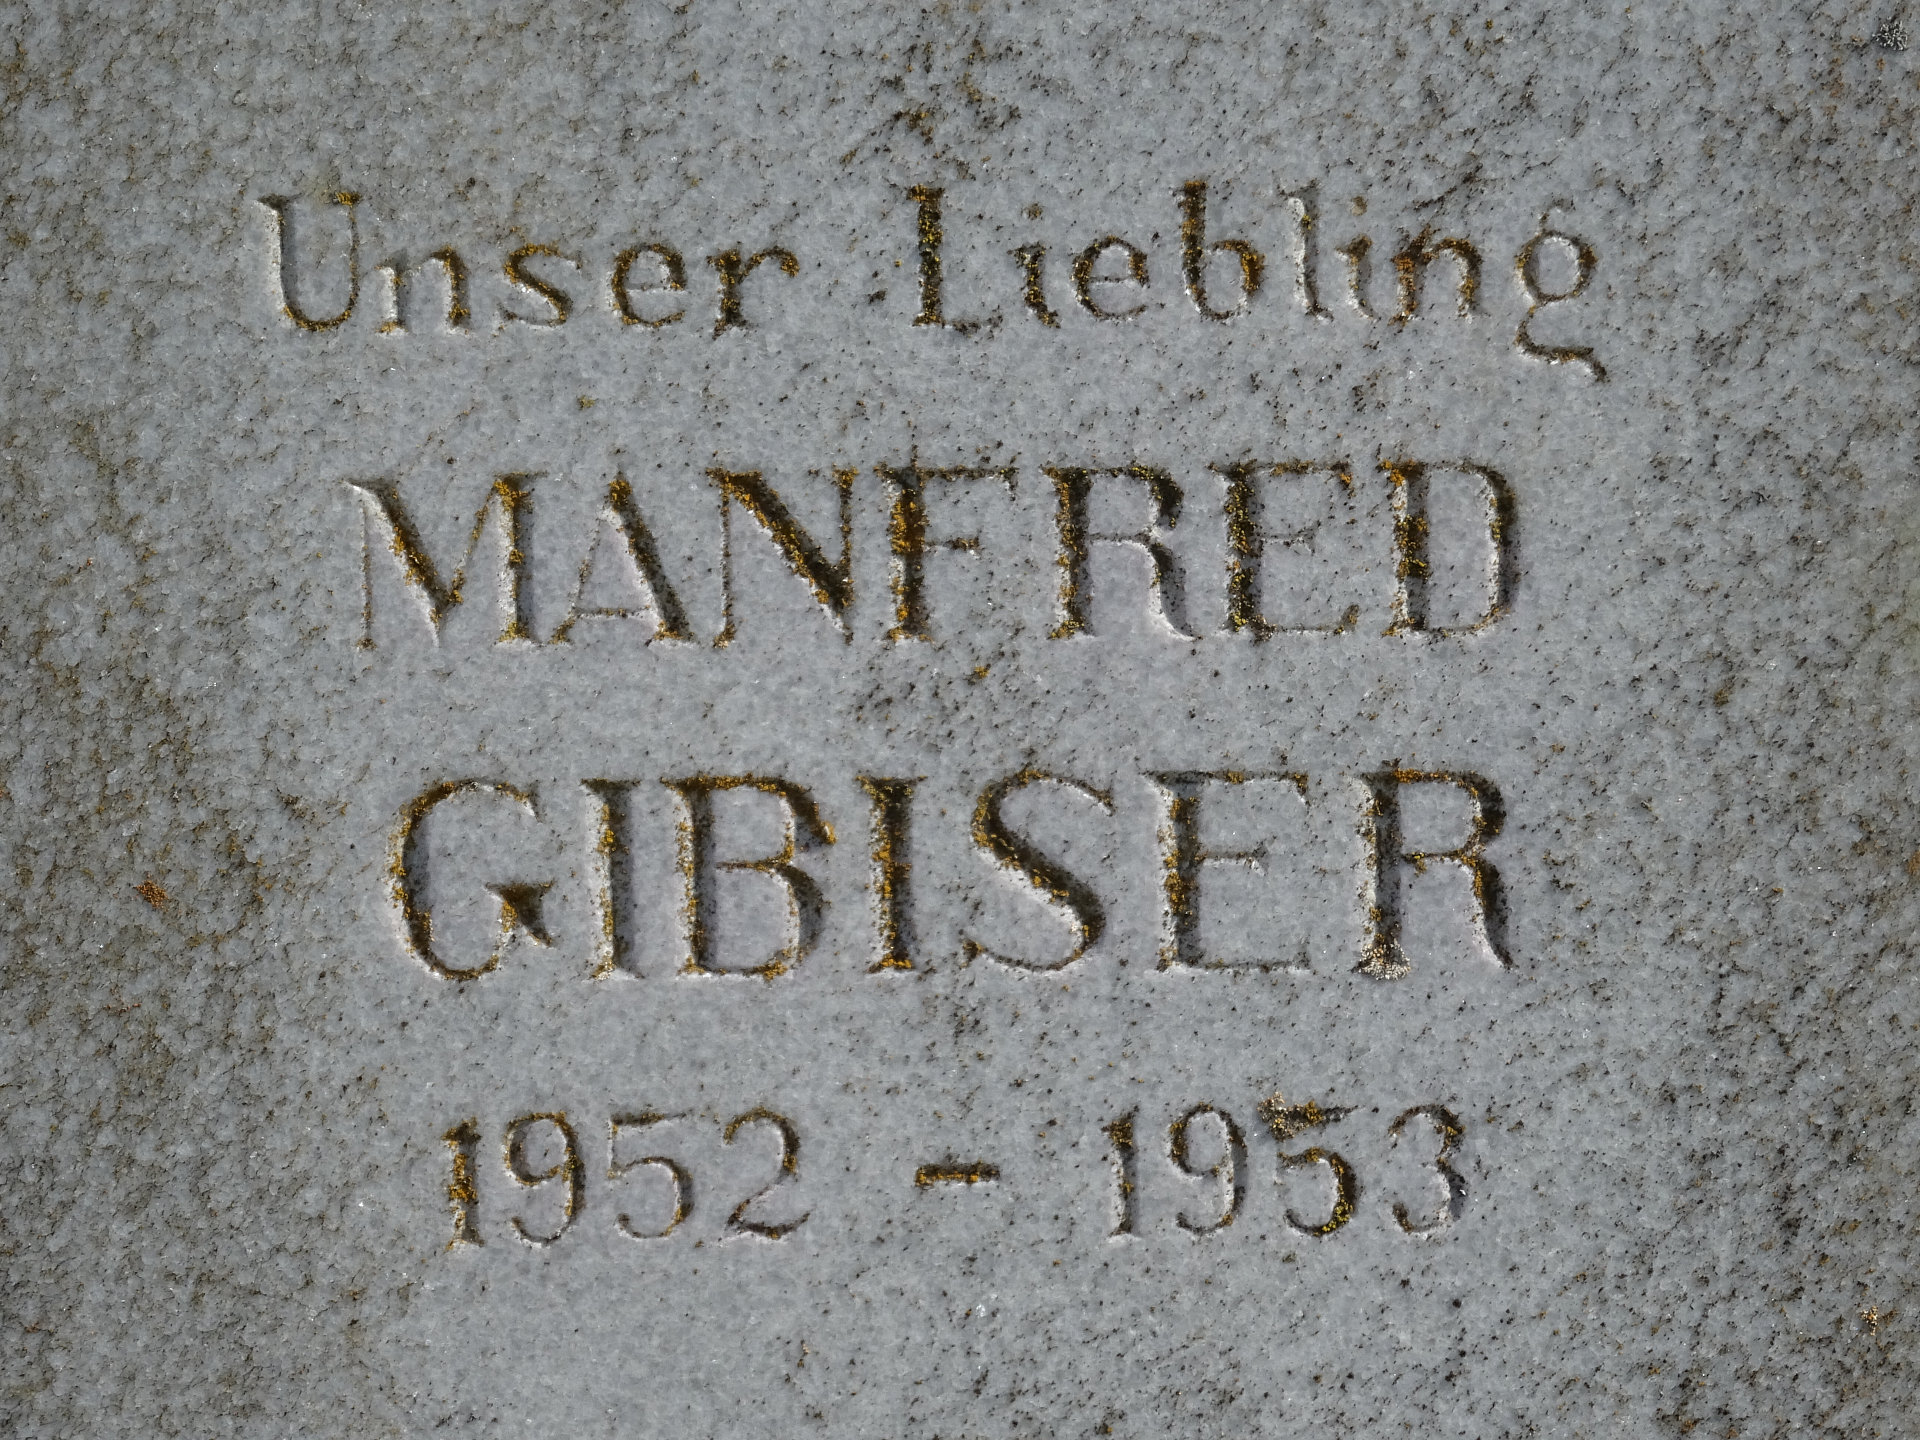 Unser Liebling
MANFRED
GIBISER
1952 – 1953